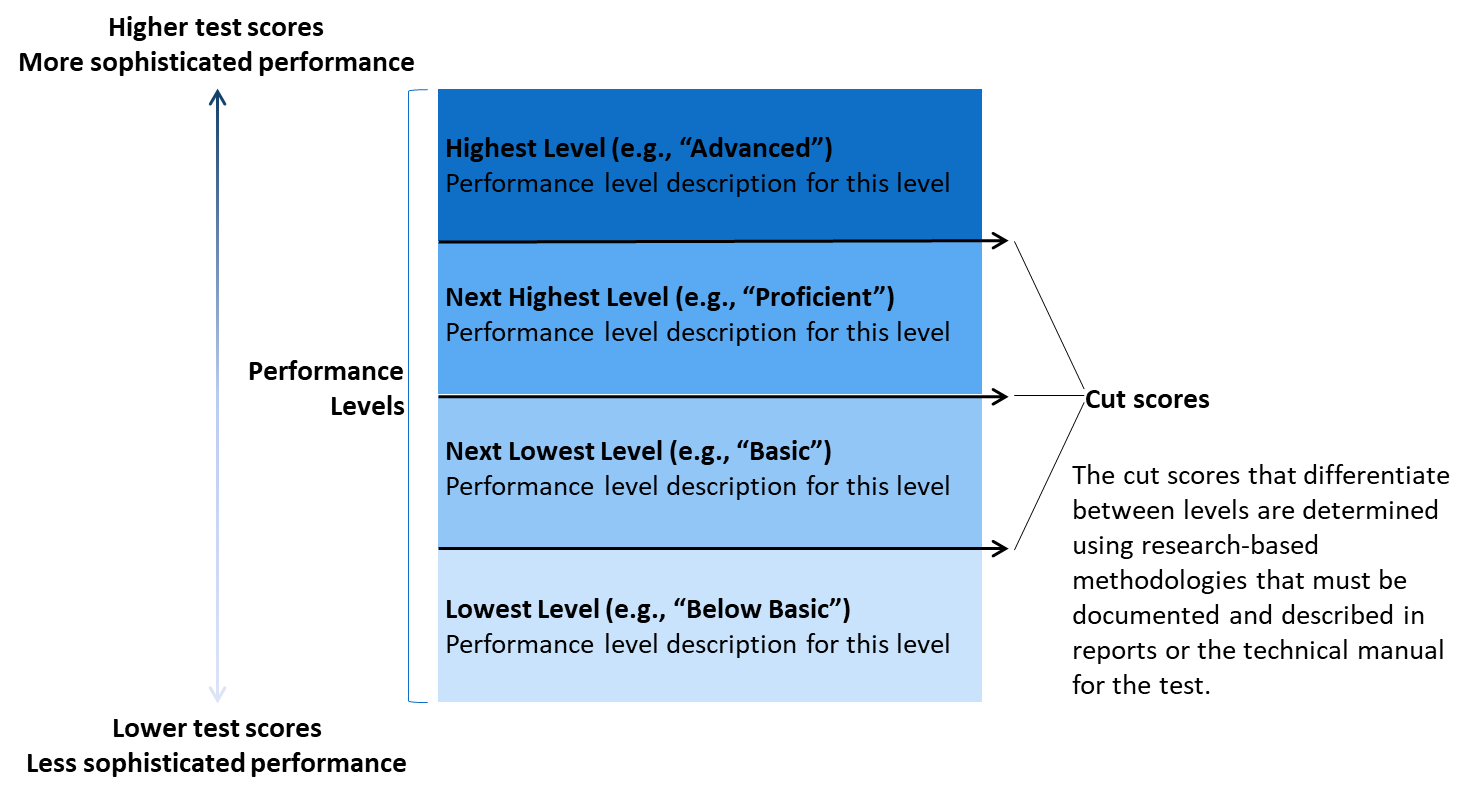 Higher test scores
More sophisticated performance
Highest Level (e.g., “Advanced”)
Performance level description for this level
Next Highest Level (e.g., “Proficient”)
Performance level description for this level
Performance
Levels
Next Lowest Level (e.g., “Basic”)
Performance level description for this level
Lowest Level (e.g., “Below Basic”)
Performance level description for this level
Cut scores
The cut scores that differentiate
between levels are determined
using research-based
methodologies that must be
documented and described in
reports or the technical manual
for the test.
Lower test scores
Less sophisticated performance